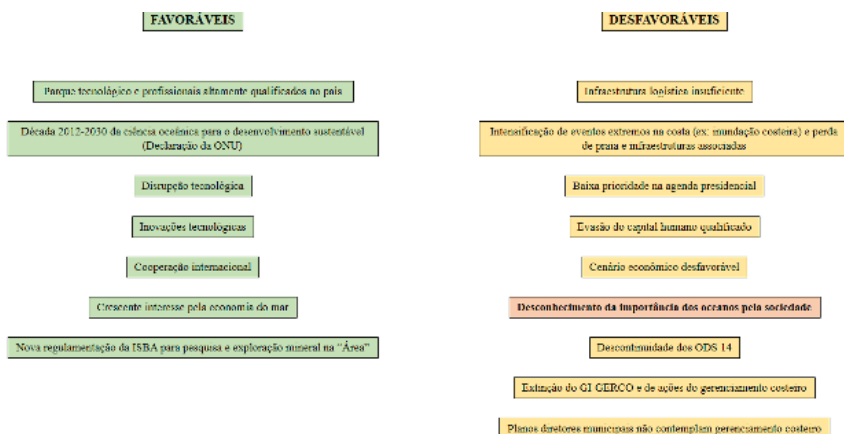 FAVORÁVEIS
Parque tecnológico e profissionais altamente qualificados no país
Década 2012-2030 da ciência oceânica para o desenvolvimento sustentável
(Declaração da ONU)
Disrupção tecnológica
Inovações tecnológicas
Cooperação internacional
Crescente interesse pela economia do mar
Nova regulamentação da ISBA para pesquisa e exploração mineral na "Área"
DESFAVORÁVEIS
Infraestrutura logística insuficiente
Intensificação de eventos extremos na costa (ex: inundação costeira) e perda
de praia e infraestruturas associadas
Baixa prioridade na agenda presidencial
Evasão do capital humano qualificado
Cenário econômico desfavorável
Desconhecimento da importância dos oceanos pela sociedade
Descontinuidade dos ODS 14
Extinção do GI GERCO e de ações do gerenciamento costeiro
Planos diretores municipais não contemplam gerenciamento costeiro